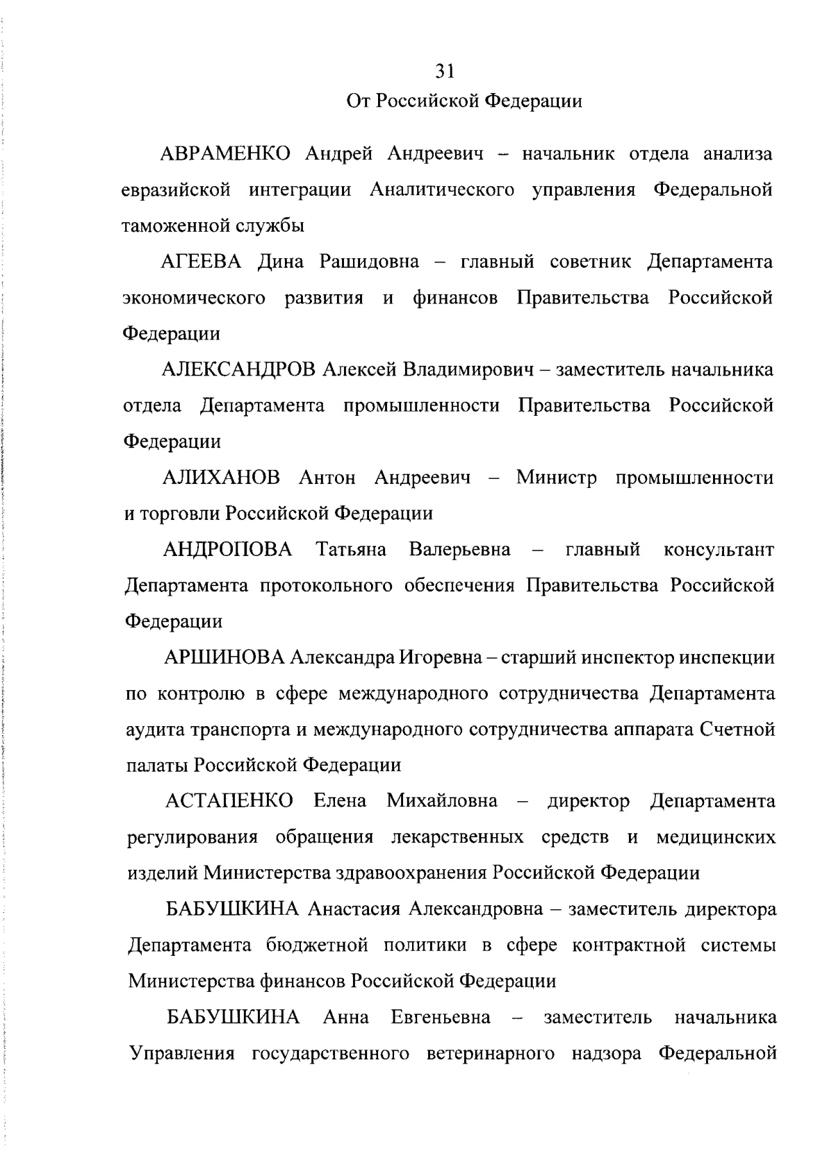 31
От Российской Федерации
АВРАМЕНКО Андрей Андреевич – начальник отдела анализа
евразийской интеграции Аналитического управления Федеральной
таможенной службы
АГЕЕВА Дина Рашидовна – главный советник Департамента
экономического развития и финансов Правительства Российской
Федерации
АЛЕКСАНДРОВ Алексей Владимирович – заместитель начальника
отдела Департамента промышленности Правительства Российской
Федерации
АЛИХАНОВ Антон Андреевич – Министр промышленности
и торговли Российской Федерации
АНДРОПОВА Татьяна Валерьевна – главный консультант
Департамента протокольного обеспечения Правительства Российской
Федерации
АРШИНОВА Александра Игоревна – старший инспектор инспекции
по контролю в сфере международного сотрудничества Департамента
аудита транспорта и международного сотрудничества аппарата Счетной
палаты Российской Федерации
АСТАПЕНКО Елена Михайловна – директор Департамента
регулирования обращения лекарственных средств и медицинских
изделий Министерства здравоохранения Российской Федерации
БАБУШКИНА Анастасия Александровна – заместитель директора
Департамента бюджетной политики в сфере контрактной системы
Министерства финансов Российской Федерации
БАБУШКИНА Анна Евгеньевна – заместитель начальника
Управления государственного ветеринарного надзора Федеральной